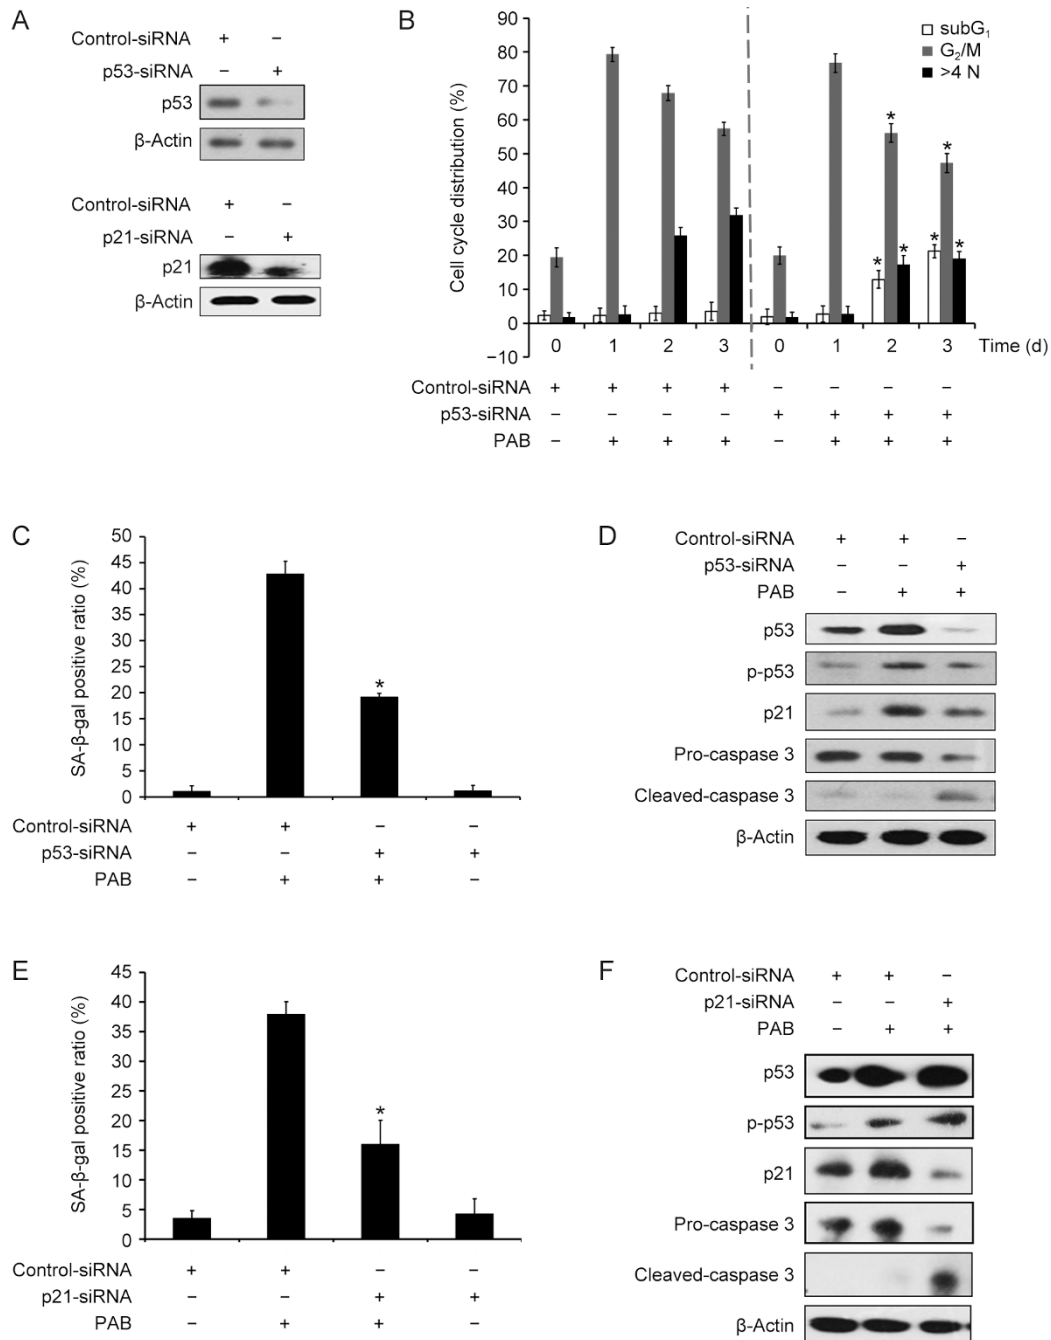 A
Control-siRNA + −
p53-siRNA − +
p53
β-Actin
Control-siRNA + −
p21-siRNA − +
p21
β-Actin
B
Cell cycle distribution (%)
90
80
70
60
50
40
30
20
10
0
−10
subG1
G2/M
>4 N
* * * * * *
0 1 2 3 0 1 2 3 Time (d)
Control-siRNA + + + + − − − −
p53-siRNA − − − − + + + +
PAB − + + + − + + +
C
SA-β-gal positive ratio (%)
50
45
40
35
30
25
20
15
10
5
0
*
Control-siRNA + + − −
p53-siRNA − − + +
PAB − + + −
D
Control-siRNA + + −
p53-siRNA − − +
PAB − + +
p53
p-p53
p21
Pro-caspase 3
Cleaved-caspase 3
β-Actin
E
SA-β-gal positive ratio (%)
45
40
35
30
25
20
15
10
5
0
*
Control-siRNA + + − −
p21-siRNA − − + +
PAB − + + −
F
Control-siRNA + + −
p21-siRNA − − +
PAB − + +
p53
p-p53
p21
Pro-caspase 3
Cleaved-caspase 3
β-Actin